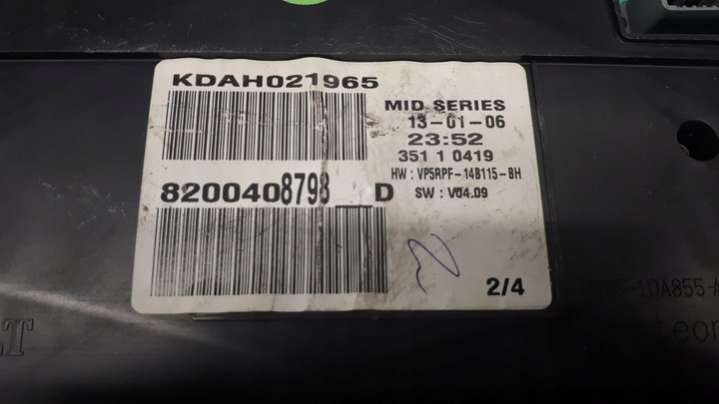 KDAH021965
MID SERIES
13-01-06
23:52
351 1 0419
HW : VP5RPF-14B115-BH
8200408798__D
SW : V04.09
2/4